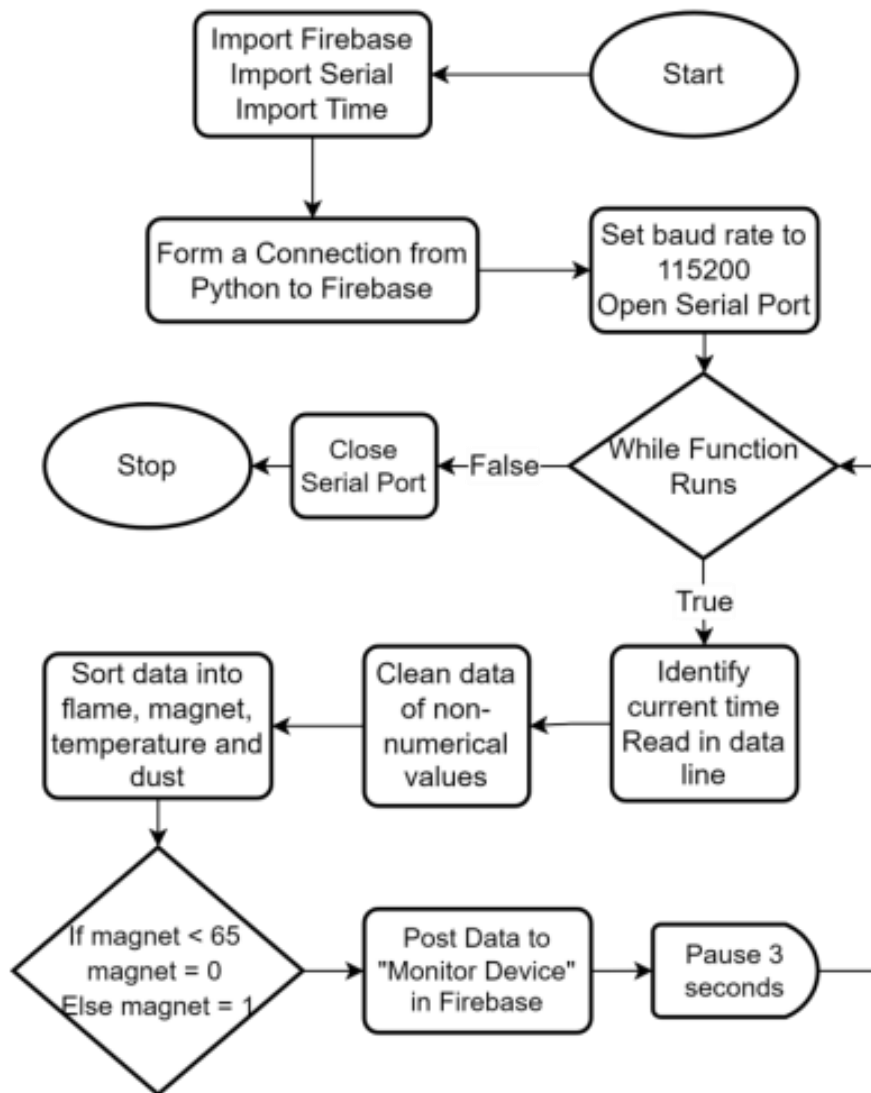 Start
Import Firebase
Import Serial
Import Time
Form a Connection from
Python to Firebase
Set baud rate to
115200
Open Serial Port
While Function
Runs
False
Close
Serial Port
Stop
True
Identify
current time
Read in data
line
Clean data
of non-
numerical
values
Sort data into
flame, magnet,
temperature and
dust
If magnet < 65
magnet = 0
Else magnet = 1
Post Data to
"Monitor Device"
in Firebase
Pause 3
seconds